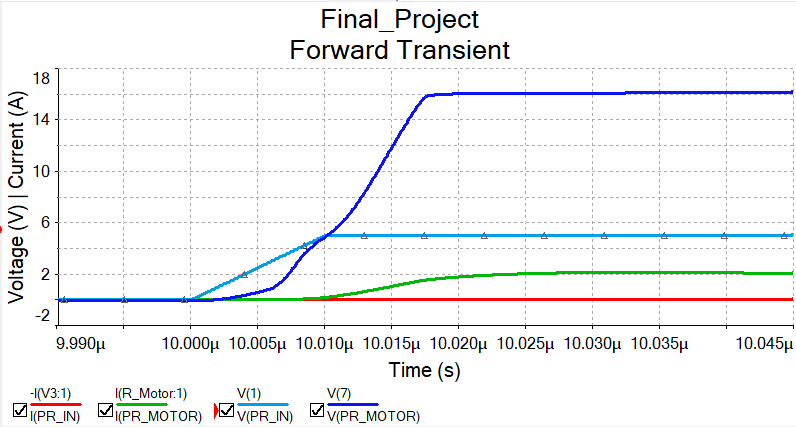 Final_Project
Forward Transient
Voltage (V) | Current (A)
18
14
10
6
2
-2
9.990µ 10.000µ 10.005µ 10.010µ 10.015µ 10.020µ 10.025µ 10.030µ 10.035µ 10.045µ
Time (s)
-I(V3:1) I(R_Motor:1) V(1) V(7)
I(PR_IN) I(PR_MOTOR) V(PR_IN) V(PR_MOTOR)